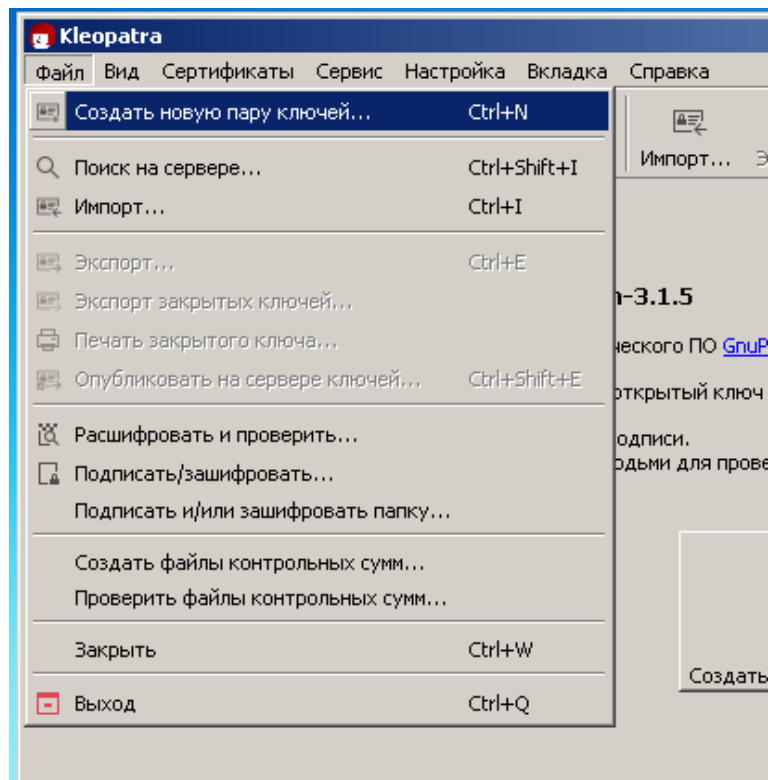 Kleopatra
Файл Вид Сертификаты Сервис Настройка Вкладка Справка
Создать новую пару ключей... Ctrl+N
Поиск на сервере... Ctrl+Shift+I
Импорт... Ctrl+I
Экспорт... Ctrl+E
Экспорт закрытых ключей...
Печать закрытого ключа...
Опубликовать на сервере ключей... Ctrl+Shift+E
Расшифровать и проверить...
Подписать/зашифровать...
Подписать и/или зашифровать папку...
Создать файлы контрольных сумм...
Проверить файлы контрольных сумм...
Закрыть Ctrl+W
Выход Ctrl+Q
Импорт...
-3.1.5
ПО GnuP
открытый ключ
одписи.
одьми для прове
Создать